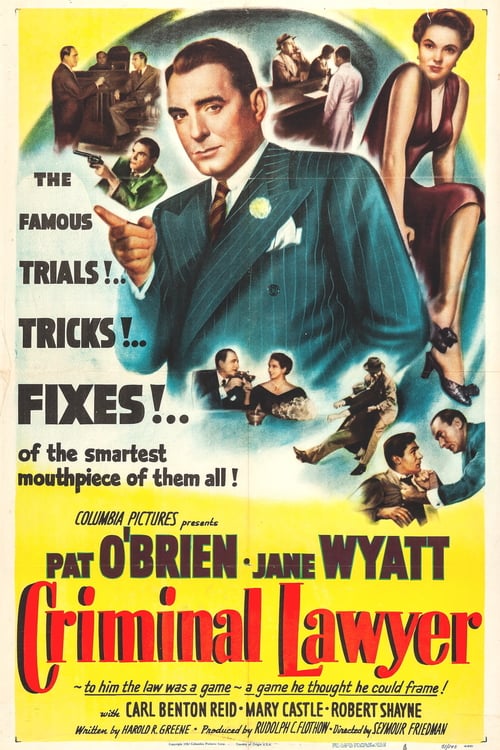 THE
FAMOUS
TRIALS!..
TRICKS!...
FIXES!..
of the smartest
mouthpiece of them all!
COLUMBIA PICTURES presents
PAT O'BRIEN · JANE WYATT
Criminal Lawyer
~to him the law was a game~ a game he thought he could frame!
with CARL BENTON REID · MARY CASTLE · ROBERT SHAYNE
Written by HAROLD R. GREENE · Produced by RUDOLPH C. FLOTHOW · Directed by SEYMOUR FRIEDMAN